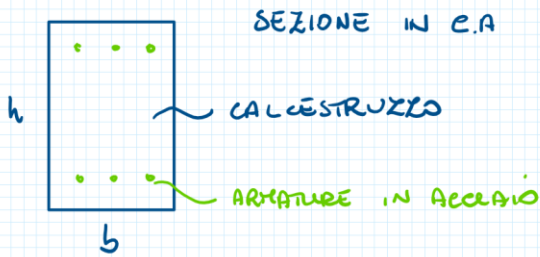 SEZIONE IN C.A
h
CALCESTRUZZO
ARMATURE IN ACCIAIO
b